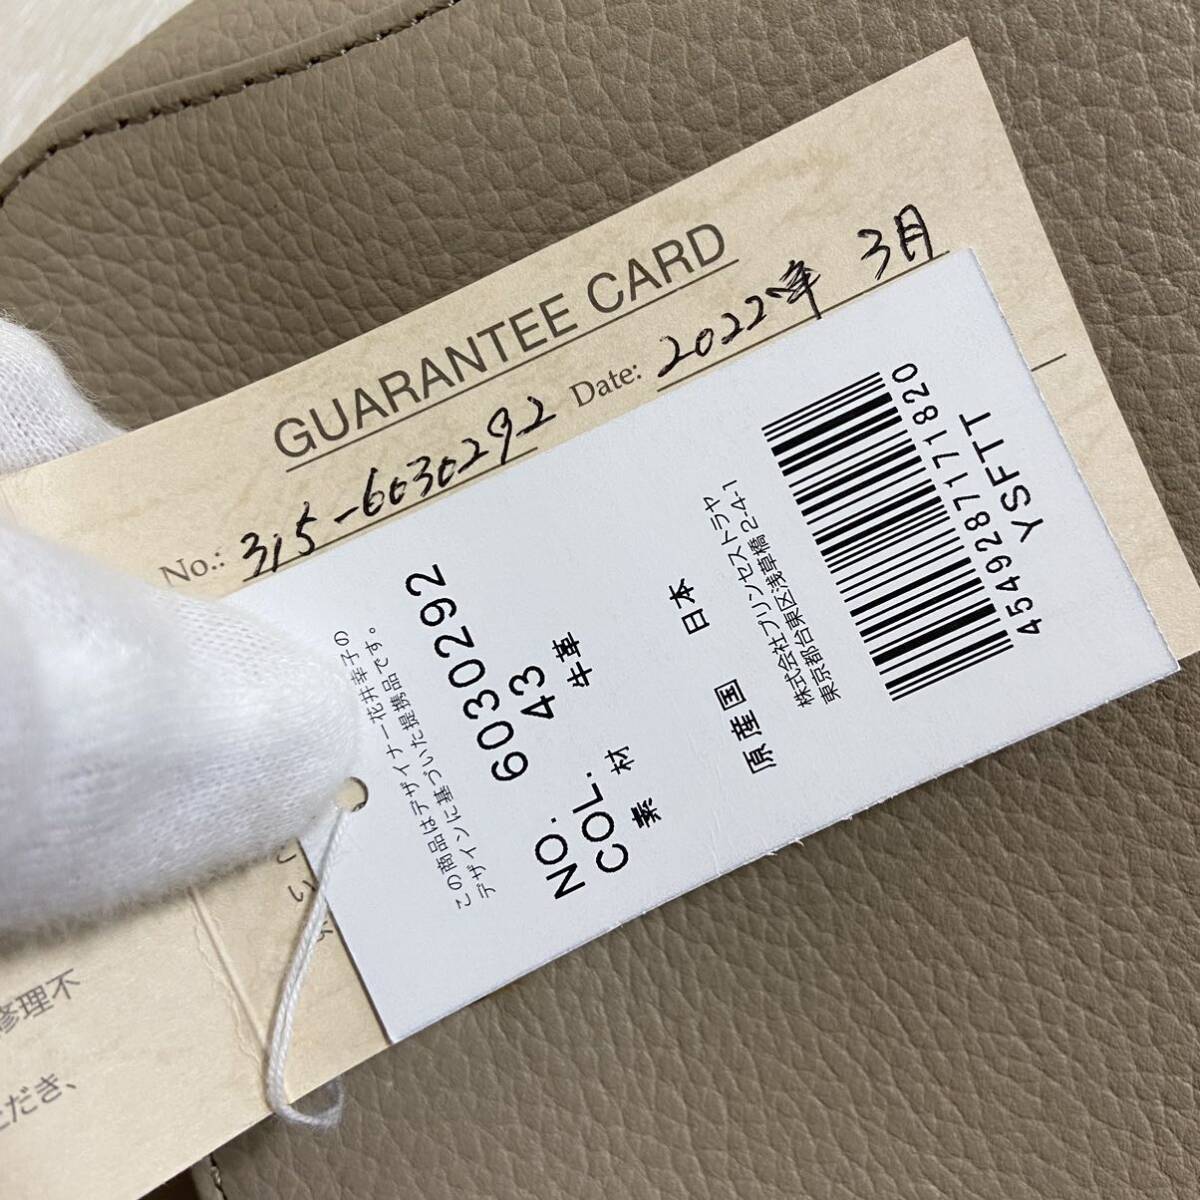 GUARANTEE CARD
No.: 315-6030292 Date: 2022年 3月
この商品はデザイナー花井幸子の
デザインに基づいた提携品です。
NO. 6030292
COL. 43
素材 牛革
原産国 日本
株式会社プリンセストラヤ
東京都台東区浅草橋 2-4-1
4549287171820
YSFTT
修理不
ただき、